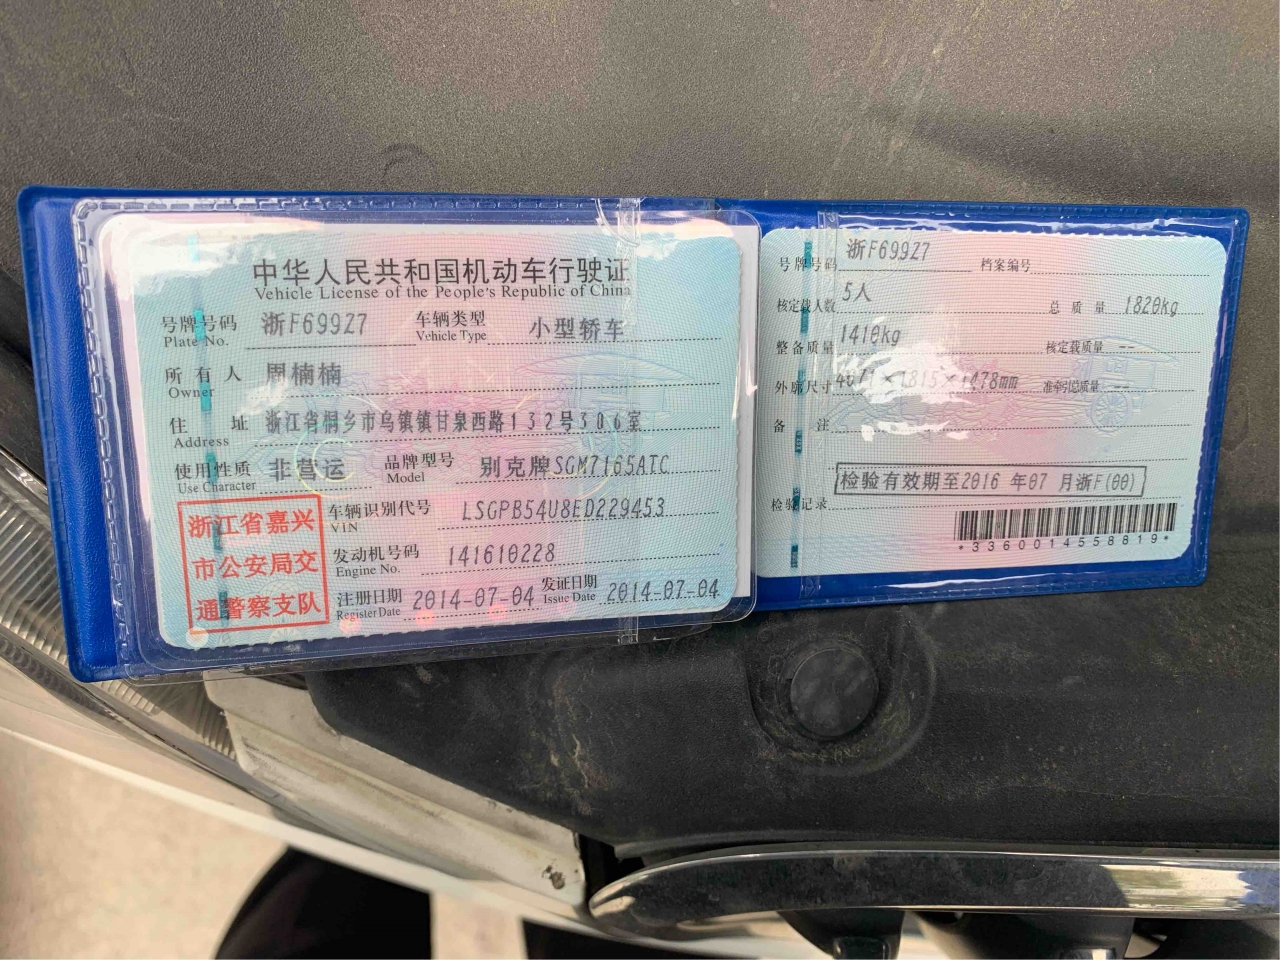 中华人民共和国机动车行驶证
Vehicle License of the People's Republic of China
号牌号码 浙F699Z7 车辆类型 小型轿车
Plate No. Vehicle Type
所有人 周楠楠
Owner
住址 浙江省桐乡市乌镇镇甘泉西路132号306室
Address
使用性质 非营运 品牌型号 别克牌SGM7165ATC
Use Character Model
浙江省嘉兴
市公安局交
通警察支队
车辆识别代号 LSGPB54U8ED229453
VIN
发动机号码 141610228
Engine No.
注册日期 2014-07-04 发证日期 2014-07-04
Register Date Issue Date
号牌号码 浙F699Z7 档案编号
核定载人数 5人 总质量 1820kg
整备质量 1410kg 核定载质量 --
外廓尺寸 4671×1815×1478mm 准牵引总质量 --
备注
检验有效期至2016年07月浙F(00)
检验记录
*3360014558819*